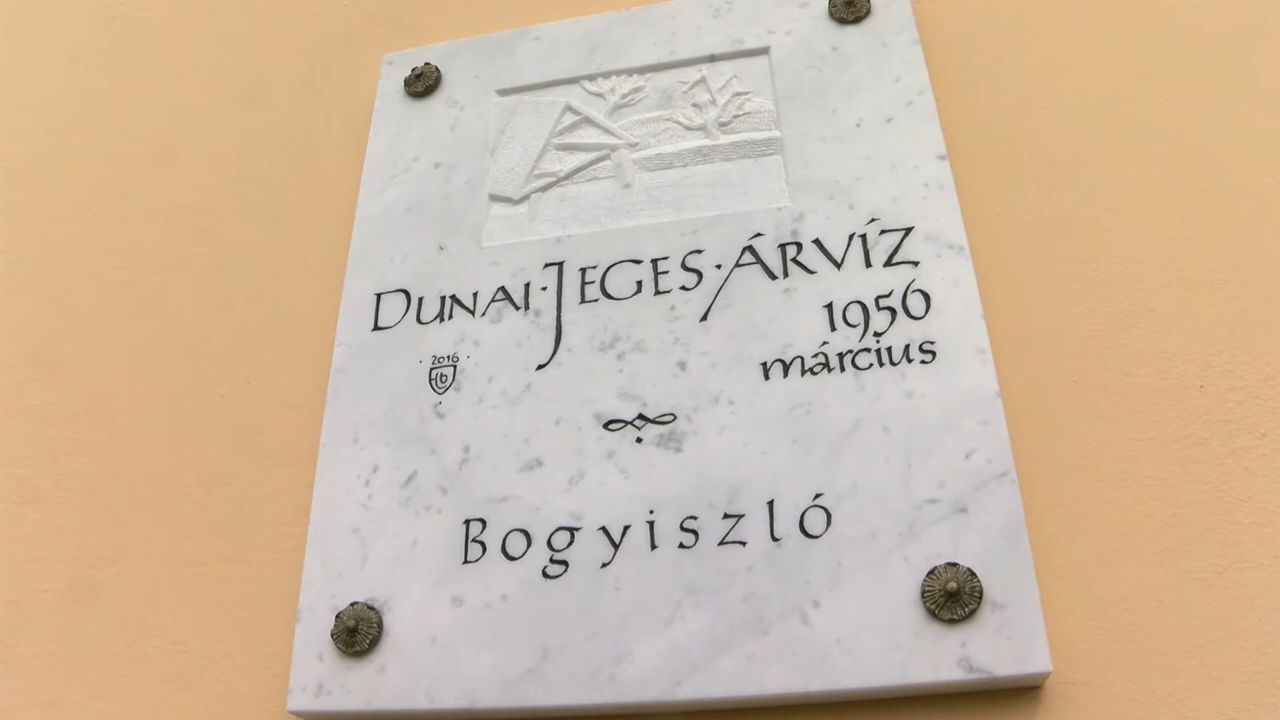 DUNAI·JEGES·ÁRVÍZ
1956
március
· 2016 ·
Bogyiszló